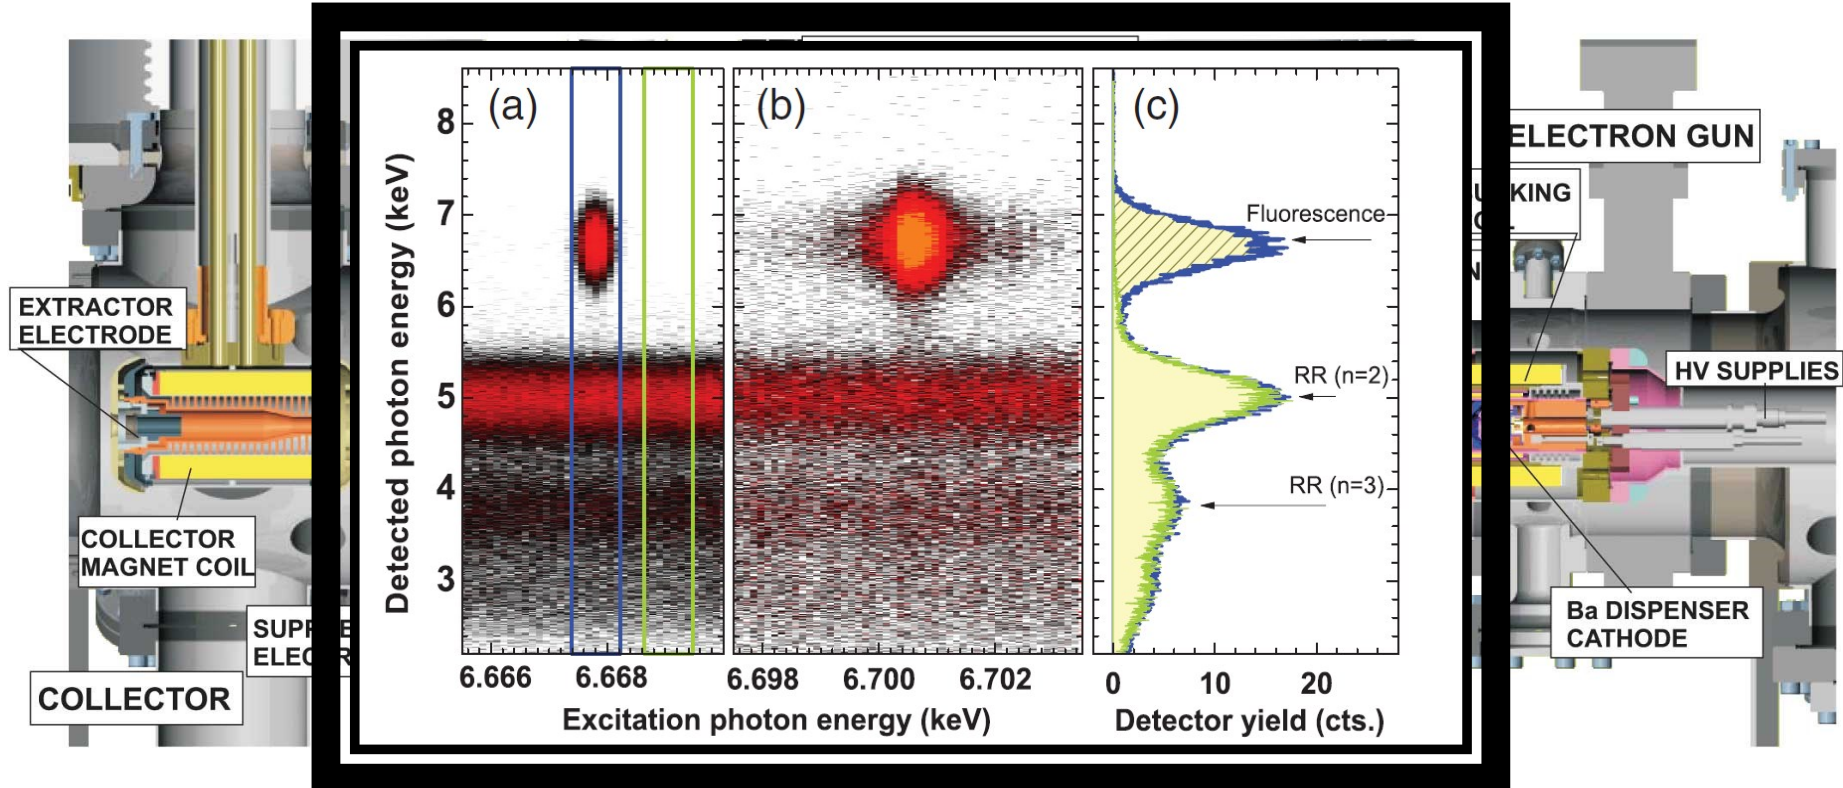 EXTRACTOR
ELECTRODE
COLLECTOR
MAGNET COIL
COLLECTOR
(a)
(b)
(c)
8
7
6
5
4
3
Detected photon energy (keV)
6.666
6.668
6.698
6.700
6.702
Excitation photon energy (keV)
Fluorescence
RR (n=2)
RR (n=3)
0
10
20
Detector yield (cts.)
ELECTRON GUN
HV SUPPLIES
Ba DISPENSER
CATHODE